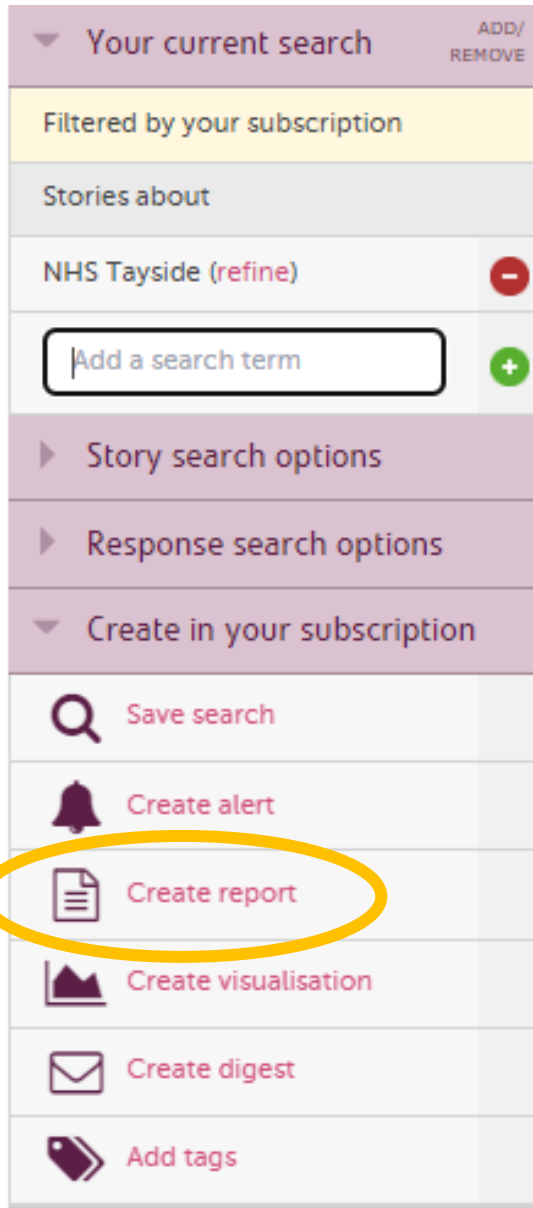 Your current search
ADD/
REMOVE
Filtered by your subscription
Stories about
NHS Tayside (refine)
Add a search term
Story search options
Response search options
Create in your subscription
Save search
Create alert
Create report
Create visualisation
Create digest
Add tags